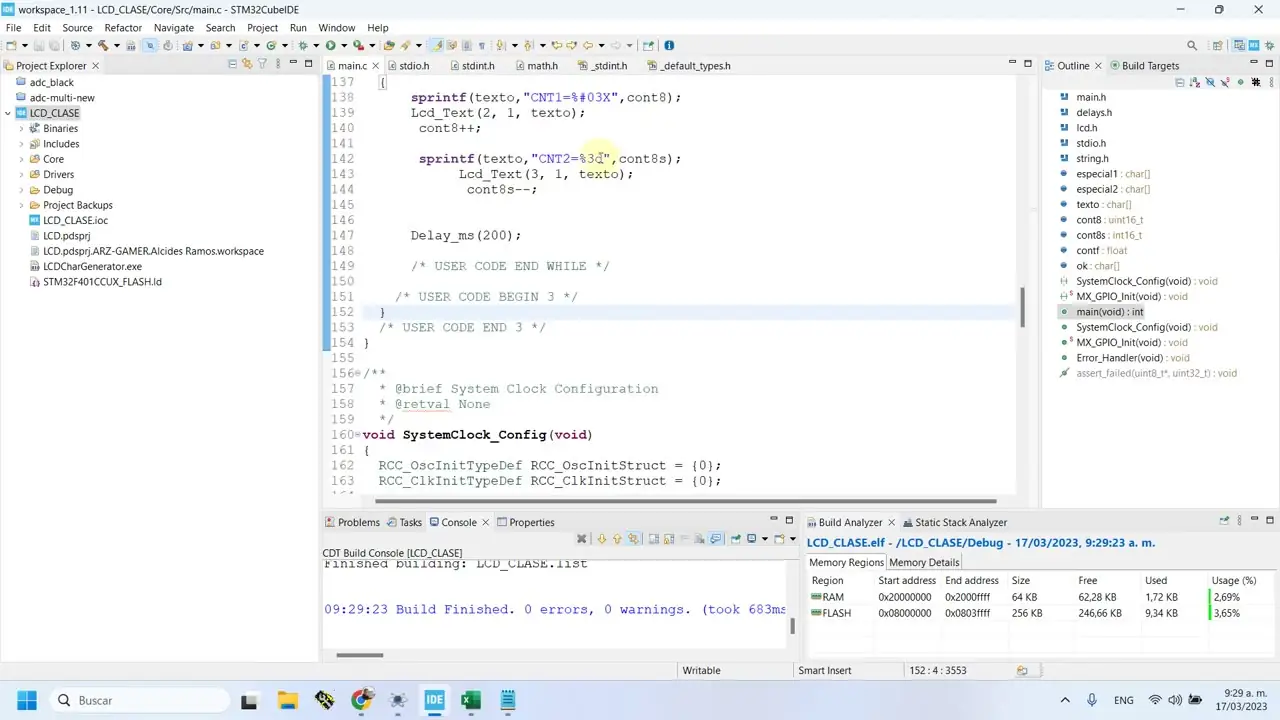 workspace_1.11 - LCD_CLASE/Core/Src/main.c - STM32CubeIDE
File Edit Source Refactor Navigate Search Project Run Window Help
Project Explorer
main.c
stdio.h
stdint.h
math.h
_stdint.h
_default_types.h
Outline
Build Targets
adc_black
adc-multi-new
LCD_CLASE
Binaries
Includes
Core
Drivers
Debug
Project Backups
LCD_CLASE.ioc
LCD.pdsprj
LCD.pdsprj.ARZ-GAMER.Alcides Ramos.workspace
LCDCharGenerator.exe
STM32F401CCUX_FLASH.ld
137 {
138 sprintf(texto,"CNT1=%#03X",cont8);
139 Lcd_Text(2, 1, texto);
140 cont8++;
141
142 sprintf(texto,"CNT2=%3d",cont8s);
143 Lcd_Text(3, 1, texto);
144 cont8s--;
145
146
147 Delay_ms(200);
148
149 /* USER CODE END WHILE */
150
151 /* USER CODE BEGIN 3 */
152 }
153 /* USER CODE END 3 */
154 }
155
156 /**
157 * @brief System Clock Configuration
158 * @retval None
159 */
160 void SystemClock_Config(void)
161 {
162 RCC_OscInitTypeDef RCC_OscInitStruct = {0};
163 RCC_ClkInitTypeDef RCC_ClkInitStruct = {0};
main.h
delays.h
lcd.h
stdio.h
string.h
especial1 : char[]
especial2 : char[]
texto : char[]
cont8 : uint16_t
cont8s : int16_t
contf : float
ok : char[]
SystemClock_Config(void) : void
MX_GPIO_Init(void) : void
main(void) : int
SystemClock_Config(void) : void
MX_GPIO_Init(void) : void
Error_Handler(void) : void
assert_failed(uint8_t*, uint32_t) : void
Problems Tasks Console Properties
CDT Build Console [LCD_CLASE]
Finished building: LCD_CLASE.list
09:29:23 Build Finished. 0 errors, 0 warnings. (took 683ms
Build Analyzer Static Stack Analyzer
LCD_CLASE.elf - /LCD_CLASE/Debug - 17/03/2023, 9:29:23 a. m.
Memory Regions Memory Details
Region Start address End address Size Free Used Usage (%)
RAM 0x20000000 0x2000ffff 64 KB 62,28 KB 1,72 KB 2,69%
FLASH 0x08000000 0x0803ffff 256 KB 246,66 KB 9,34 KB 3,65%
Writable Smart Insert 152 : 4 : 3553
Buscar
IDE
ENG
9:29 a. m.
17/03/2023